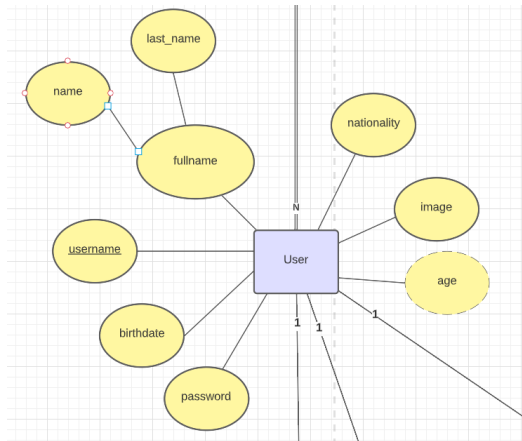 last_name
name
nationality
fullname
N
image
username
User
age
1
1
1
birthdate
password